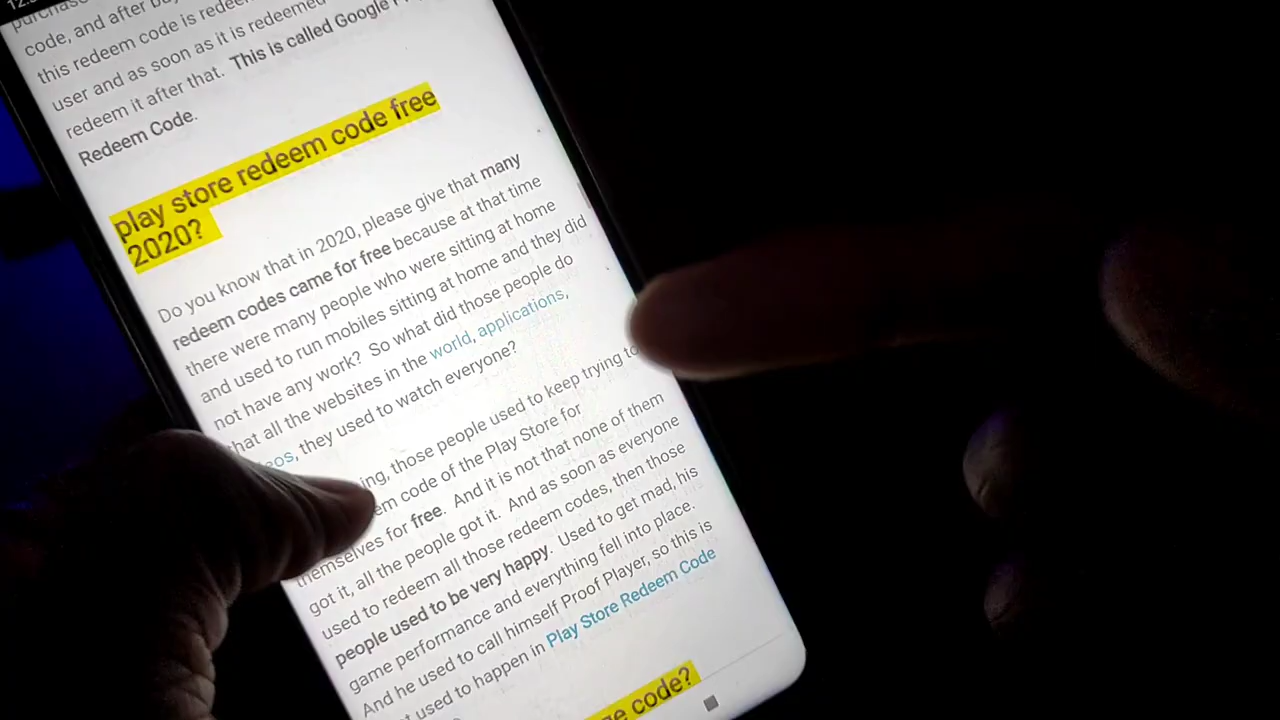 purchase
code, and after
this redeem code is redee
user and as soon as it is redeemed
redeem it after that. This is called Google
Redeem Code.
play store redeem code free
2020?
Do you know that in 2020, please give that many
redeem codes came for free because at that time
there were many people who were sitting at home
and used to run mobiles sitting at home and they did
not have any work? So what did those people do
that all the websites in the world, applications,
eos, they used to watch everyone?
ing, those people used to keep trying to
em code of the Play Store for
themselves for free. And it is not that none of them
got it, all the people got it. And as soon as everyone
used to redeem all those redeem codes, then those
people used to be very happy. Used to get mad, his
game performance and everything fell into place.
And he used to call himself Proof Player, so this is
t used to happen in Play Store Redeem Code
code?